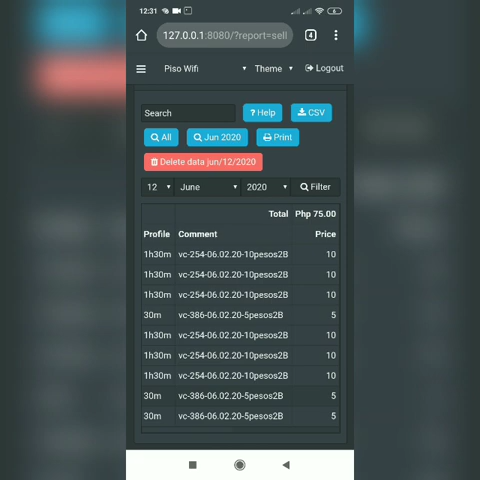 12:31
127.0.0.1:8080/?report=sell
4
6
Piso Wifi
Theme
Logout
Search
? Help
CSV
All
Jun 2020
Print
Delete data jun/12/2020
12 June 2020 Filter
Total Php 75.00
Profile Comment Price
1h30m vc-254-06.02.20-10pesos2B 10
1h30m vc-254-06.02.20-10pesos2B 10
1h30m vc-254-06.02.20-10pesos2B 10
30m vc-386-06.02.20-5pesos2B 5
1h30m vc-254-06.02.20-10pesos2B 10
1h30m vc-254-06.02.20-10pesos2B 10
1h30m vc-254-06.02.20-10pesos2B 10
30m vc-386-06.02.20-5pesos2B 5
30m vc-386-06.02.20-5pesos2B 5